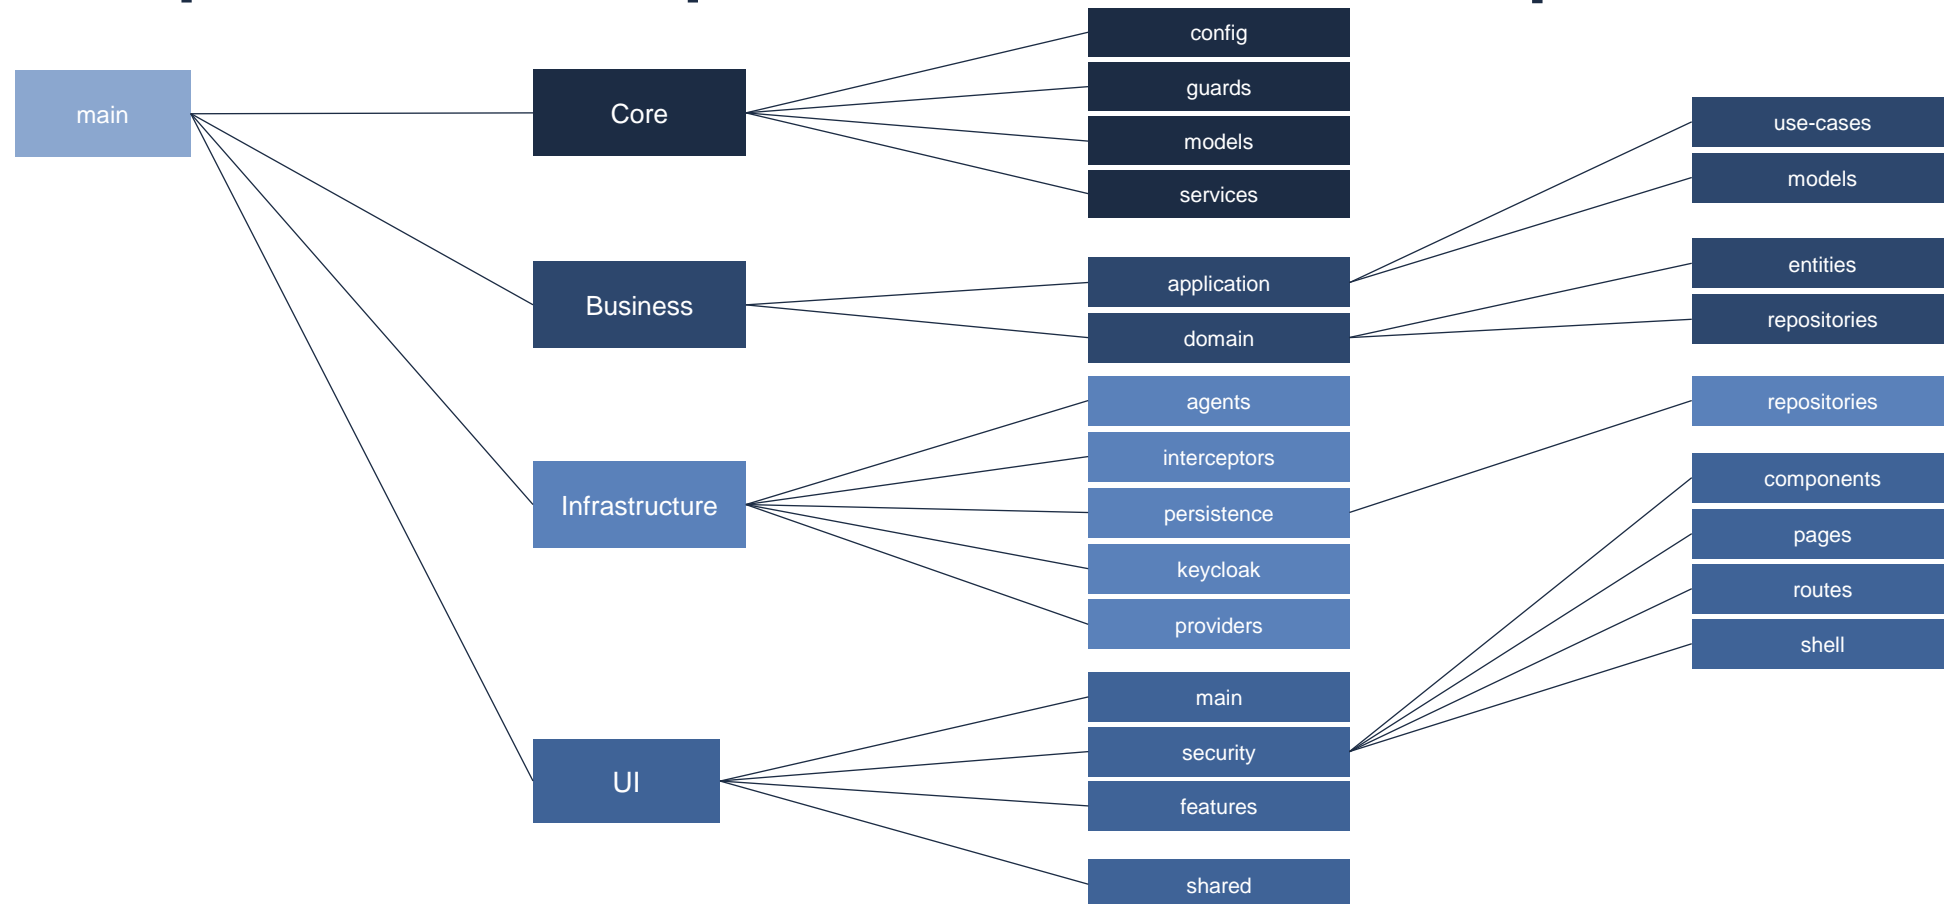 main
Core
config
guards
models
services
Business
application
use-cases
models
domain
entities
repositories
Infrastructure
agents
interceptors
persistence
repositories
keycloak
providers
UI
main
security
components
pages
routes
shell
features
shared